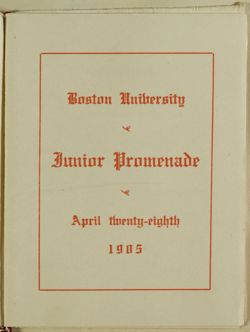 Boston University
Junior Promenade
April twenty-eighth
1905